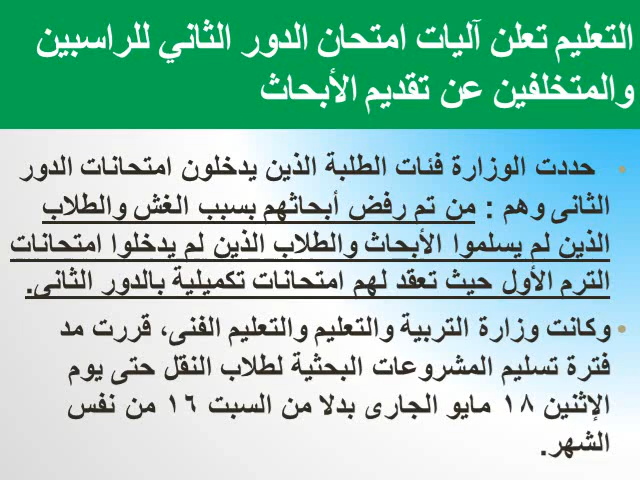 التعليم تعلن آليات امتحان الدور الثاني للراسبين
والمتخلفين عن تقديم الأبحاث
• حددت الوزارة فئات الطلبة الذين يدخلون امتحانات الدور
الثانى وهم : من تم رفض أبحاثهم بسبب الغش والطلاب
الذين لم يسلموا الأبحاث والطلاب الذين لم يدخلوا امتحانات
الترم الأول حيث تعقد لهم امتحانات تكميلية بالدور الثانى.
• وكانت وزارة التربية والتعليم والتعليم الفنى، قررت مد
فترة تسليم المشروعات البحثية لطلاب النقل حتى يوم
الإثنين ١٨ مايو الجارى بدلا من السبت ١٦ من نفس
الشهر.